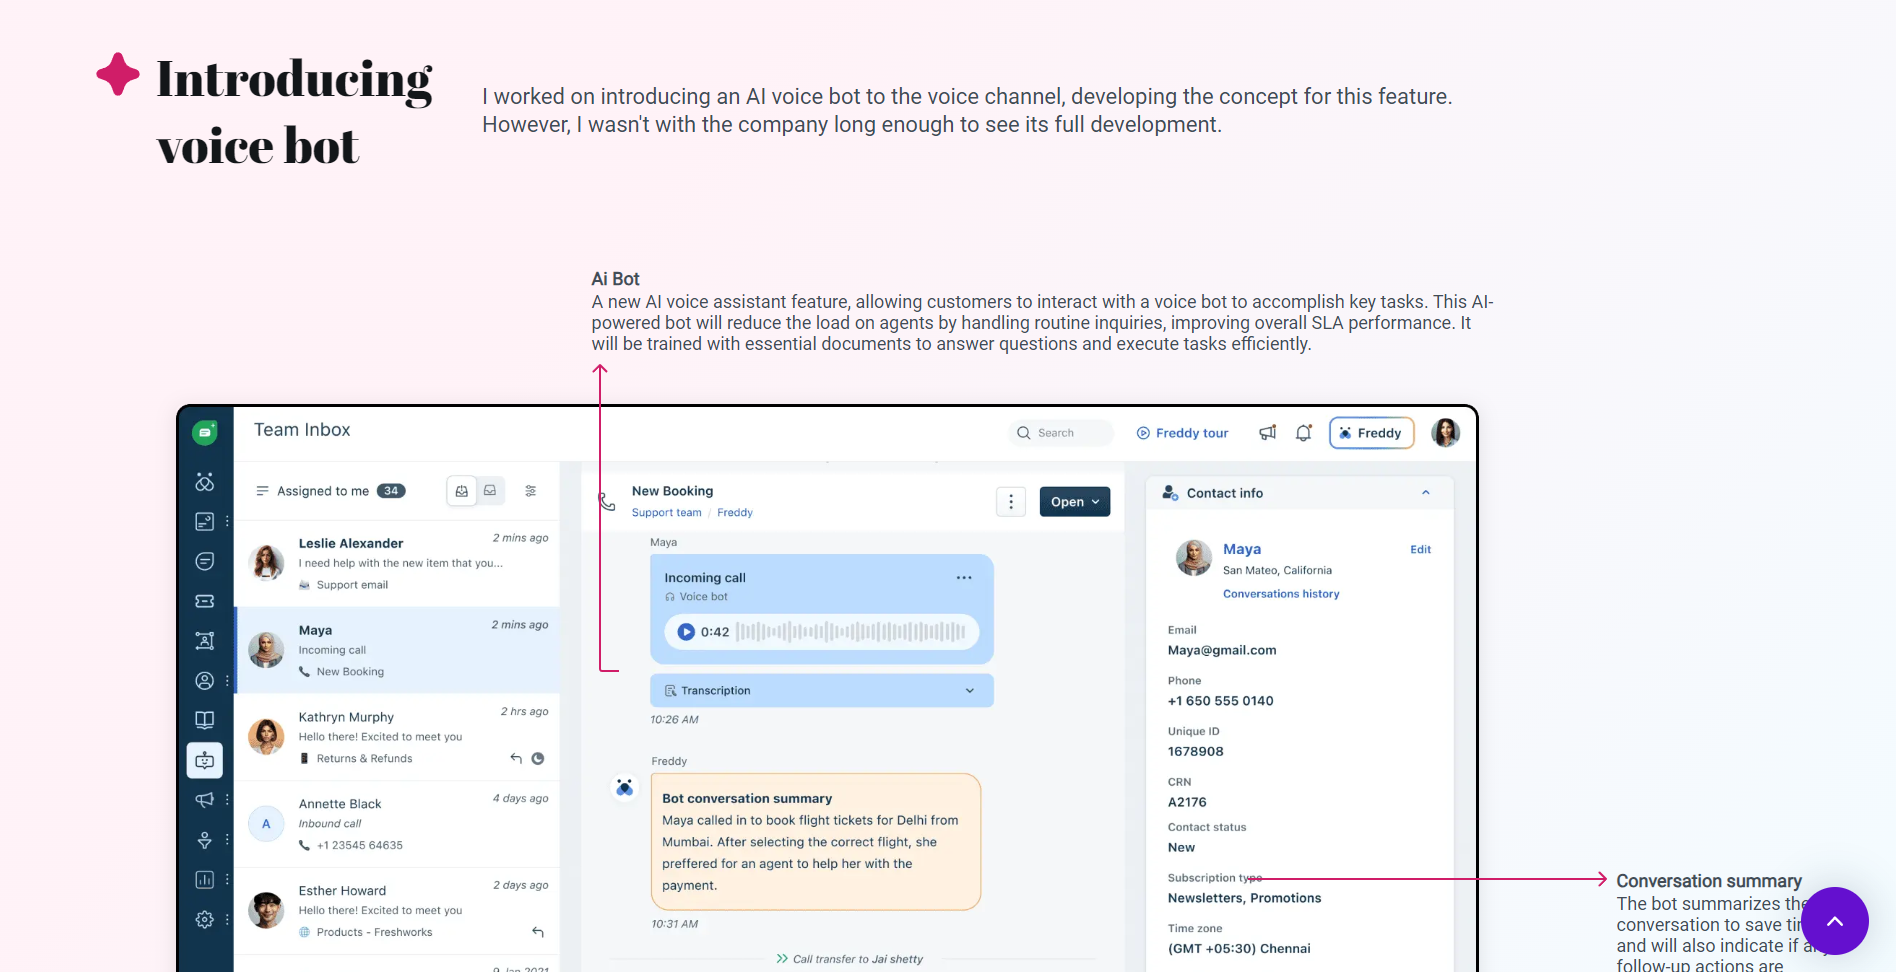 Introducing
voice bot
I worked on introducing an AI voice bot to the voice channel, developing the concept for this feature.
However, I wasn't with the company long enough to see its full development.
Ai Bot
A new AI voice assistant feature, allowing customers to interact with a voice bot to accomplish key tasks. This AI-
powered bot will reduce the load on agents by handling routine inquiries, improving overall SLA performance. It
will be trained with essential documents to answer questions and execute tasks efficiently.
Team Inbox
Search
Freddy tour
Freddy
Assigned to me 34
Leslie Alexander
2 mins ago
I need help with the new item that you...
Support email
Maya
2 mins ago
Incoming call
New Booking
Kathryn Murphy
2 hrs ago
Hello there! Excited to meet you
Returns & Refunds
A
Annette Black
4 days ago
Inbound call
+1 23545 64635
Esther Howard
2 days ago
Hello there! Excited to meet you
Products - Freshworks
9 Jan 2021
New Booking
Support team / Freddy
Open
Maya
Incoming call
Voice bot
0:42
Transcription
10:26 AM
Freddy
Bot conversation summary
Maya called in to book flight tickets for Delhi from
Mumbai. After selecting the correct flight, she
preffered for an agent to help her with the
payment.
10:31 AM
Call transfer to Jai shetty
Contact info
Maya
Edit
San Mateo, California
Conversations history
Email
Maya@gmail.com
Phone
+1 650 555 0140
Unique ID
1678908
CRN
A2176
Contact status
New
Subscription type
Newsletters, Promotions
Time zone
(GMT +05:30) Chennai
Conversation summary
The bot summarizes the
conversation to save
and will also indicate if
follow-up actions are